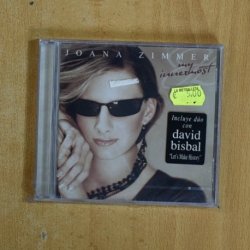 JOANA ZIMMER
my
innermost
Incluye dúo
con
david
bisbal
"Let's Make History"